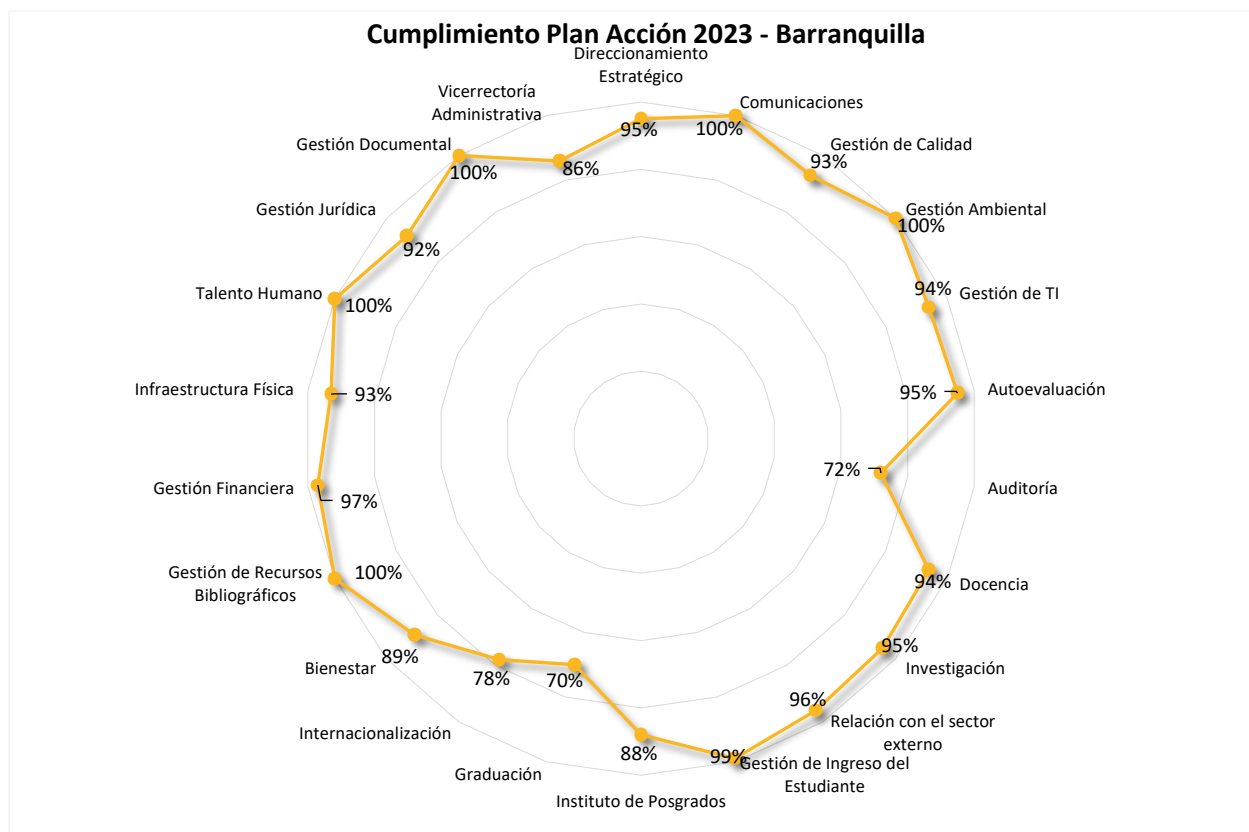 Cumplimiento Plan Acción 2023 - Barranquilla
Direccionamiento
Estratégico
95%
Comunicaciones
100%
Gestión de Calidad
93%
Gestión Ambiental
100%
Gestión de TI
94%
Autoevaluación
95%
Auditoría
72%
Docencia
94%
Investigación
95%
Relación con el sector
externo
96%
Gestión de Ingreso del
Estudiante
99%
Instituto de Posgrados
88%
Graduación
70%
Internacionalización
78%
Bienestar
89%
Gestión de Recursos
Bibliográficos
100%
Gestión Financiera
97%
Infraestructura Física
93%
Talento Humano
100%
Gestión Jurídica
92%
Gestión Documental
100%
Vicerrectoría
Administrativa
86%